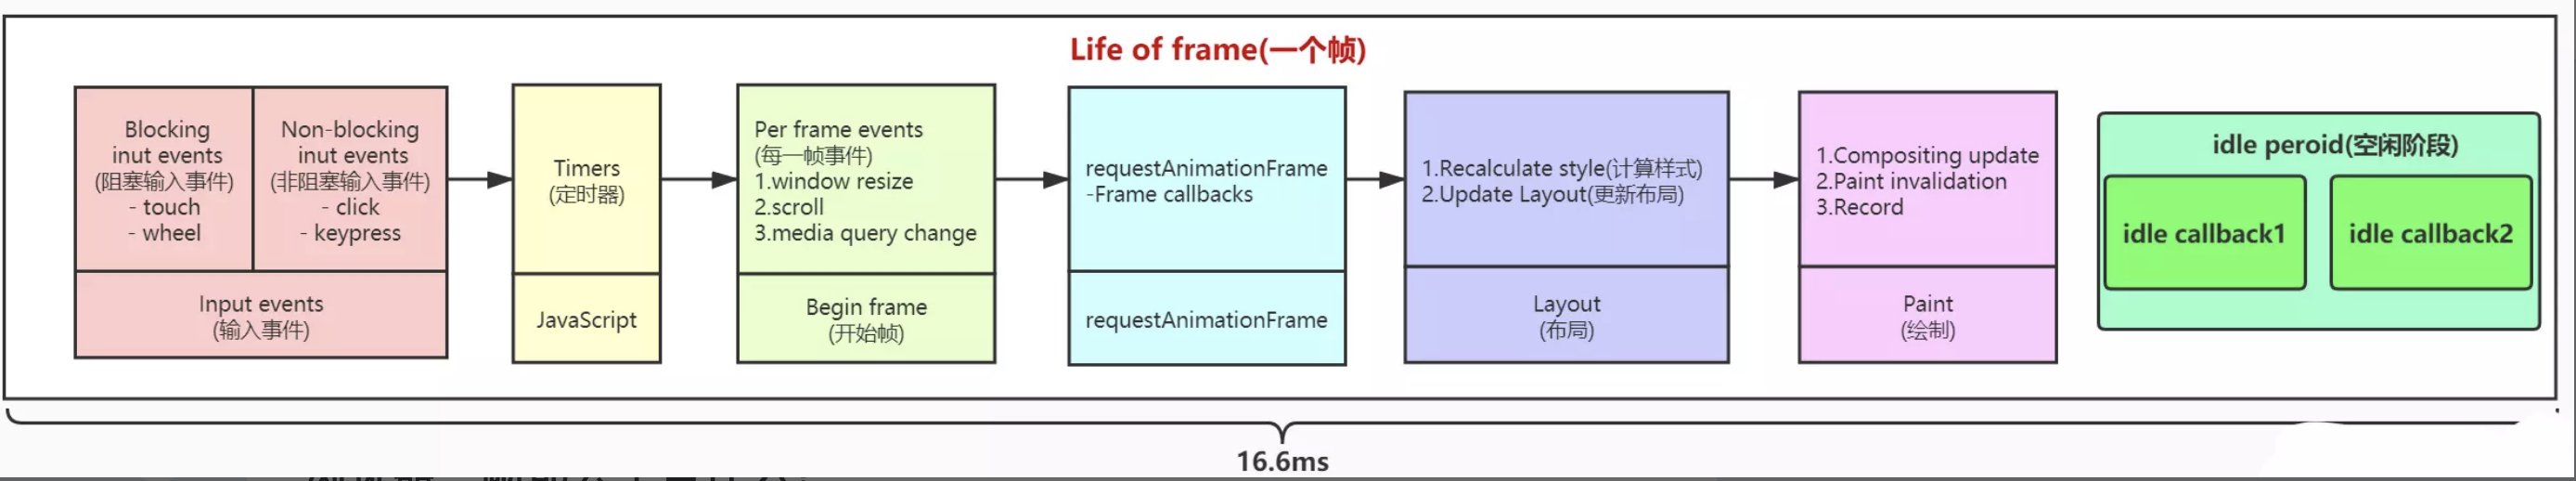 Life of frame(一个帧)
Blocking
inut events
(阻塞输入事件)
- touch
- wheel
Non-blocking
inut events
(非阻塞输入事件)
- click
- keypress
Input events
(输入事件)
Timers
(定时器)
JavaScript
Per frame events
(每一帧事件)
1.window resize
2.scroll
3.media query change
Begin frame
(开始帧)
requestAnimationFrame
-Frame callbacks
requestAnimationFrame
1.Recalculate style(计算样式)
2.Update Layout(更新布局)
Layout
(布局)
1.Compositing update
2.Paint invalidation
3.Record
Paint
(绘制)
idle peroid(空闲阶段)
idle callback1
idle callback2
16.6ms